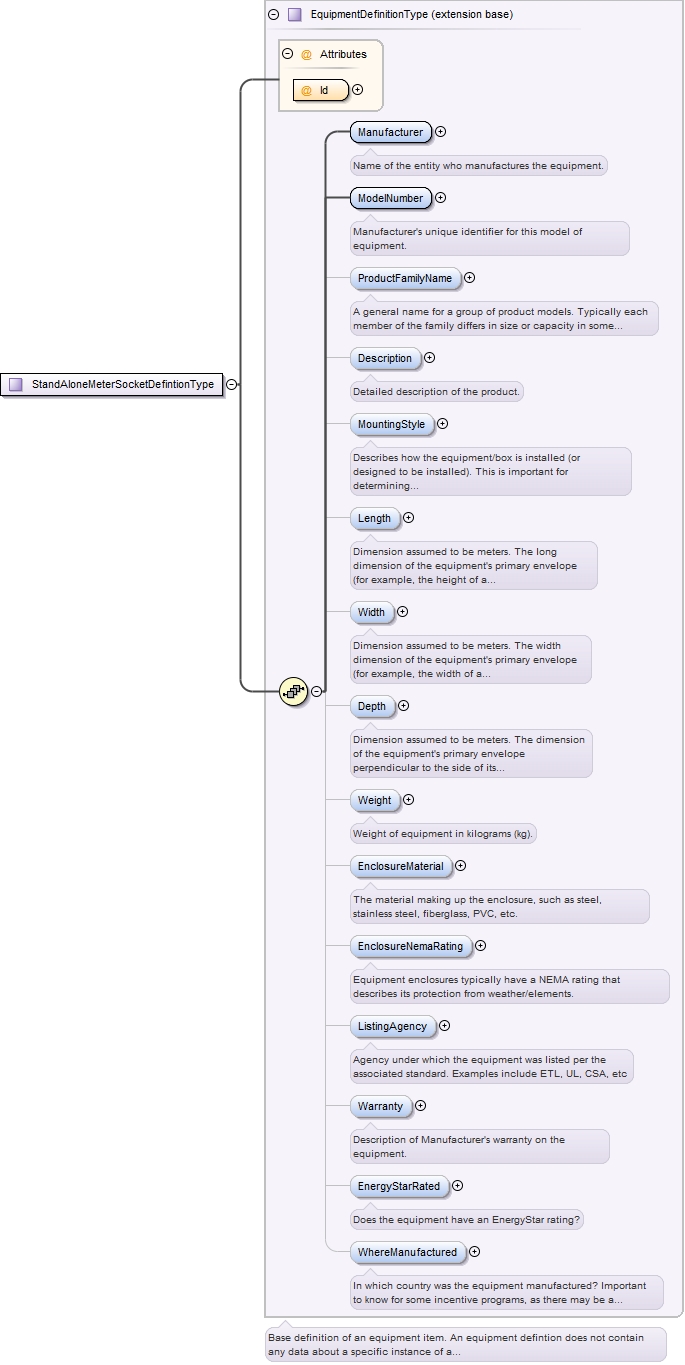 EquipmentDefinitionType (extension base)
@ Attributes
@ Id
Manufacturer
Name of the entity who manufactures the equipment.
ModelNumber
Manufacturer's unique identifier for this model of
equipment.
ProductFamilyName
A general name for a group of product models. Typically each
member of the family differs in size or capacity in some...
Description
Detailed description of the product.
StandAloneMeterSocketDefintionType
MountingStyle
Describes how the equipment/box is installed (or
designed to be installed). This is important for
determining...
Length
Dimension assumed to be meters. The long
dimension of the equipment's primary envelope
(for example, the height of a...
Width
Dimension assumed to be meters. The width
dimension of the equipment's primary envelope
(for example, the width of a...
Depth
Dimension assumed to be meters. The dimension
of the equipment's primary envelope
perpendicular to the side of its...
Weight
Weight of equipment in kilograms (kg).
EnclosureMaterial
The material making up the enclosure, such as steel,
stainless steel, fiberglass, PVC, etc.
EnclosureNemaRating
Equipment enclosures typically have a NEMA rating that
describes its protection from weather/elements.
ListingAgency
Agency under which the equipment was listed per the
associated standard. Examples include ETL, UL, CSA, etc
Warranty
Description of Manufacturer's warranty on the
equipment.
EnergyStarRated
Does the equipment have an EnergyStar rating?
WhereManufactured
In which country was the equipment manufactured? Important
to know for some incentive programs, as there may be a...
Base definition of an equipment item. An equipment defintion does not contain
any data about a specific instance of a...